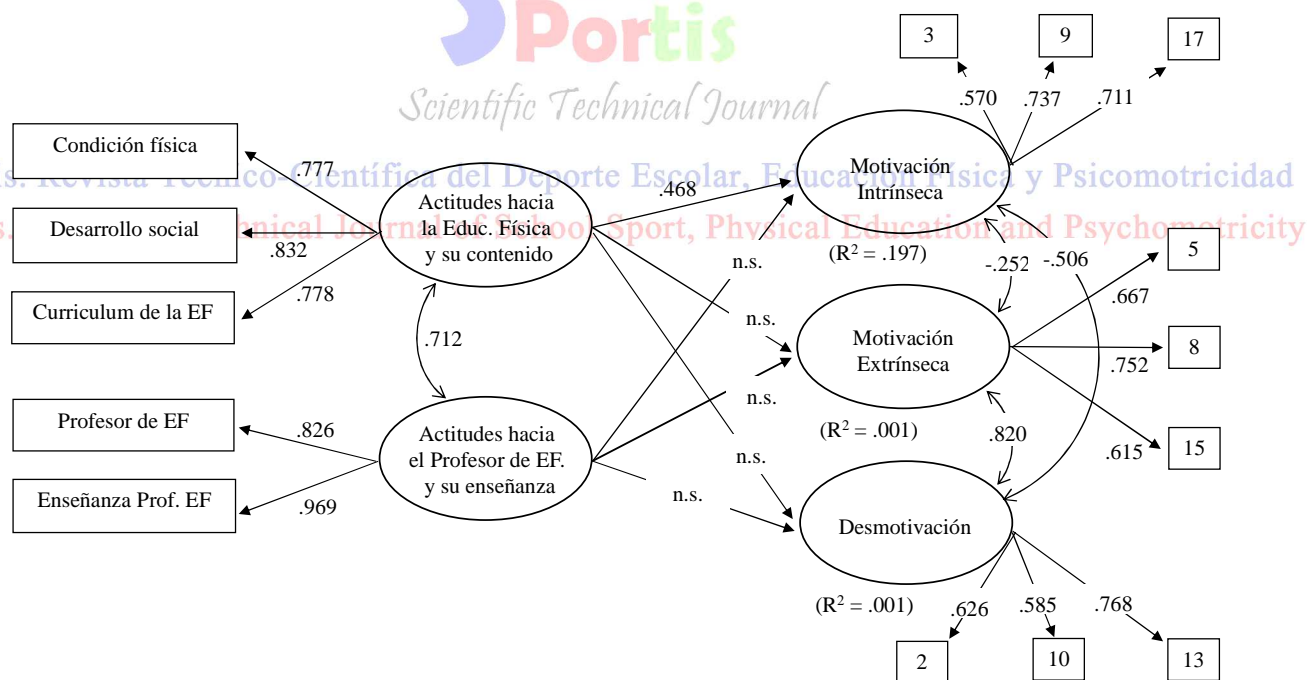 Portis
Scientific Technical Journal
s. Revista Técnico-Científica del Deporte Escolar, Educación Física y Psicomotricidad
s. Technical Journal of School Sport, Physical Education and Psychomotricity
3
9
17
.570
.737
.711
Condición física
Desarrollo social
Curriculum de la EF
.777
.832
.778
Actitudes hacia
la Educ. Física
y su contenido
.712
Profesor de EF
Enseñanza Prof. EF
.826
.969
Actitudes hacia
el Profesor de EF.
y su enseñanza
.468
n.s.
n.s.
n.s.
n.s.
n.s.
Motivación
Intrínseca
(R² = .197)
-.252
-.506
Motivación
Extrínseca
(R² = .001)
.820
5
.667
8
.752
15
.615
Desmotivación
(R² = .001)
.626
.585
.768
2
10
13